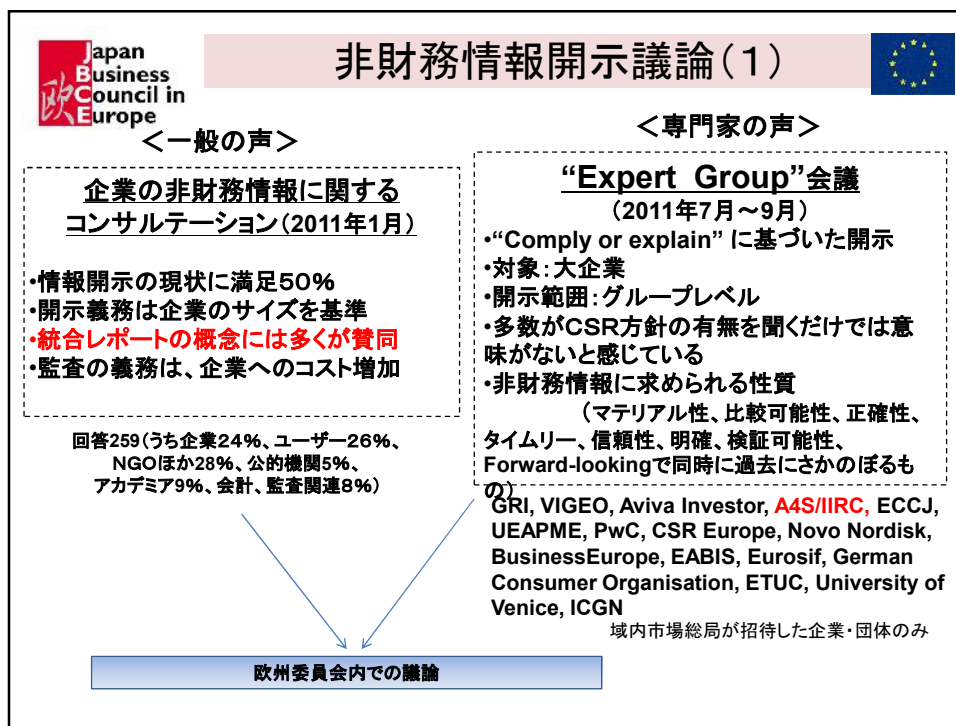 Japan
Business
Council in
Europe
欧
非財務情報開示議論(1)
＜一般の声＞
企業の非財務情報に関する
コンサルテーション(2011年1月)
•情報開示の現状に満足50%
•開示義務は企業のサイズを基準
•統合レポートの概念には多くが賛同
•監査の義務は、企業へのコスト増加
回答259(うち企業24%、ユーザー26%、
NGOほか28%、公的機関5%、
アカデミア9%、会計、監査関連8%)
＜専門家の声＞
“Expert Group”会議
(2011年7月～9月)
•“Comply or explain” に基づいた開示
•対象:大企業
•開示範囲:グループレベル
•多数がCSR方針の有無を聞くだけでは意
味がないと感じている
•非財務情報に求められる性質
(マテリアル性、比較可能性、正確性、
タイムリー、信頼性、明確、検証可能性、
Forward-lookingで同時に過去にさかのぼるも
の)
GRI, VIGEO, Aviva Investor, A4S/IIRC, ECCJ,
UEAPME, PwC, CSR Europe, Novo Nordisk,
BusinessEurope, EABIS, Eurosif, German
Consumer Organisation, ETUC, University of
Venice, ICGN
域内市場総局が招待した企業・団体のみ
欧州委員会内での議論